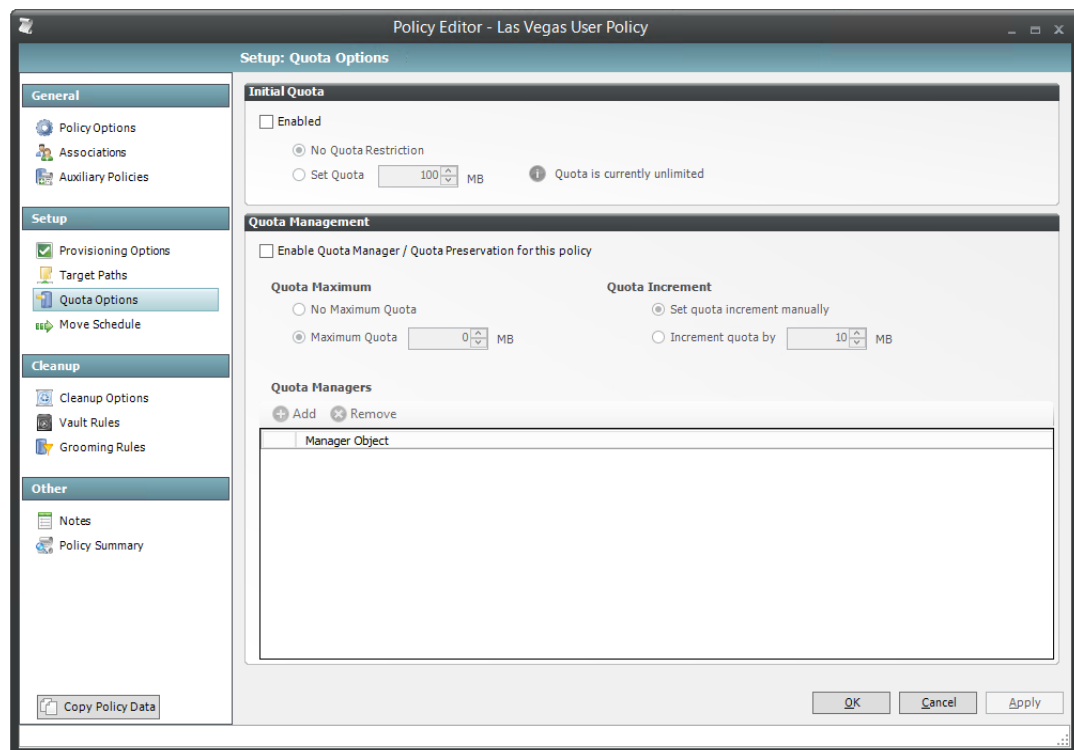 Policy Editor - Las Vegas User Policy
Setup: Quota Options
General
Policy Options
Associations
Auxiliary Policies
Setup
Provisioning Options
Target Paths
Quota Options
Move Schedule
Cleanup
Cleanup Options
Vault Rules
Grooming Rules
Other
Notes
Policy Summary
Copy Policy Data
Initial Quota
Enabled
No Quota Restriction
Set Quota 100 MB Quota is currently unlimited
Quota Management
Enable Quota Manager / Quota Preservation for this policy
Quota Maximum Quota Increment
No Maximum Quota Set quota increment manually
Maximum Quota 0 MB Increment quota by 10 MB
Quota Managers
Add Remove
Manager Object
OK Cancel Apply